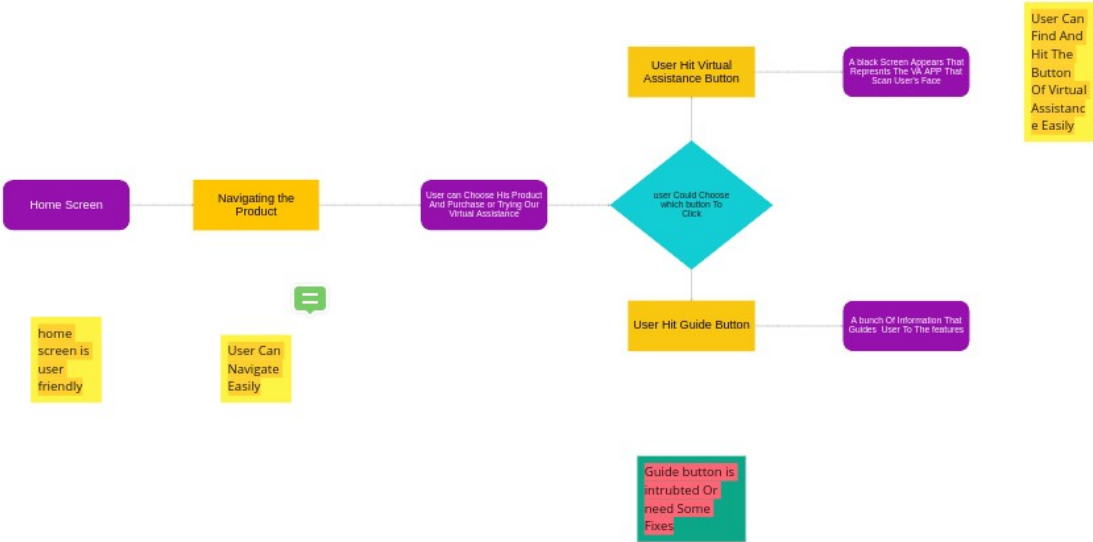 User Can
Find And
Hit The
Button
Of Virtual
Assistanc
e Easily
User Hit Virtual
Assistance Button
A black Screen Appears That
Represnts The VA APP That
Scan User's Face
Home Screen
Navigating the
Product
User can Choose His Product
And Purchase or Trying Our
Virtual Assistance
user Could Choose
which button To
Click
User Hit Guide Button
A bunch Of Information That
Guides User To The features
home
screen is
user
friendly
User Can
Navigate
Easily
Guide button is
intrubted Or
need Some
Fixes